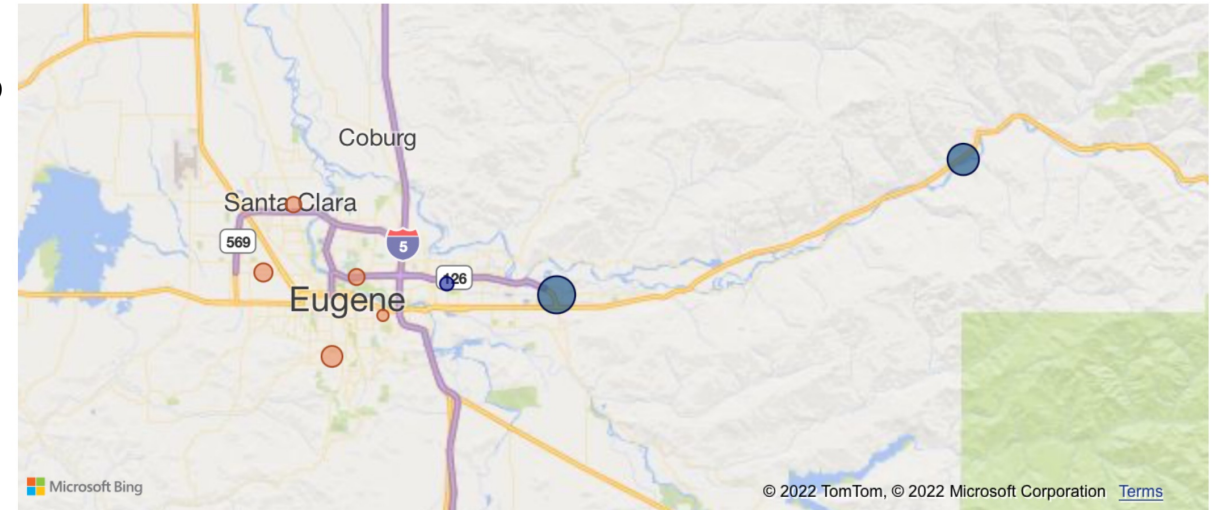 Coburg
Santa Clara
569
5
126
Eugene
Microsoft Bing
© 2022 TomTom, © 2022 Microsoft Corporation Terms